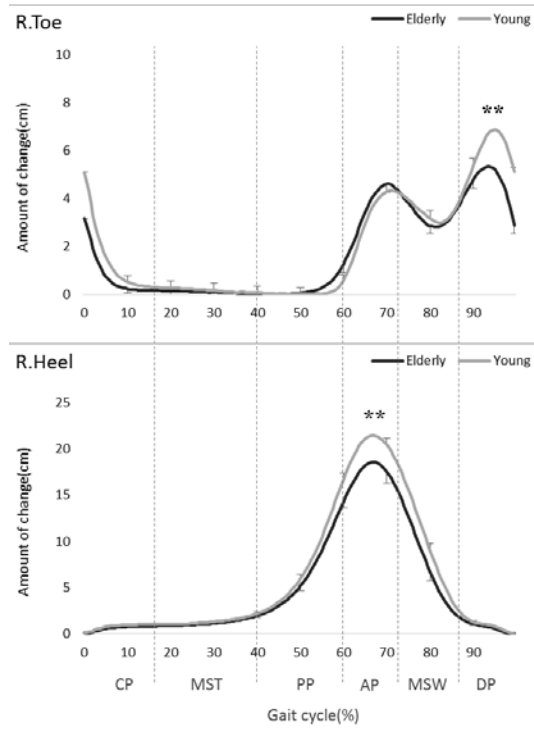 R.Toe
Elderly Young
Amount of change(cm)
10
8
6
4
2
0
**
0 10 20 30 40 50 60 70 80 90
R.Heel
Elderly Young
Amount of change(cm)
25
20
15
10
5
0
**
0 10 20 30 40 50 60 70 80 90
CP MST PP AP MSW DP
Gait cycle(%)